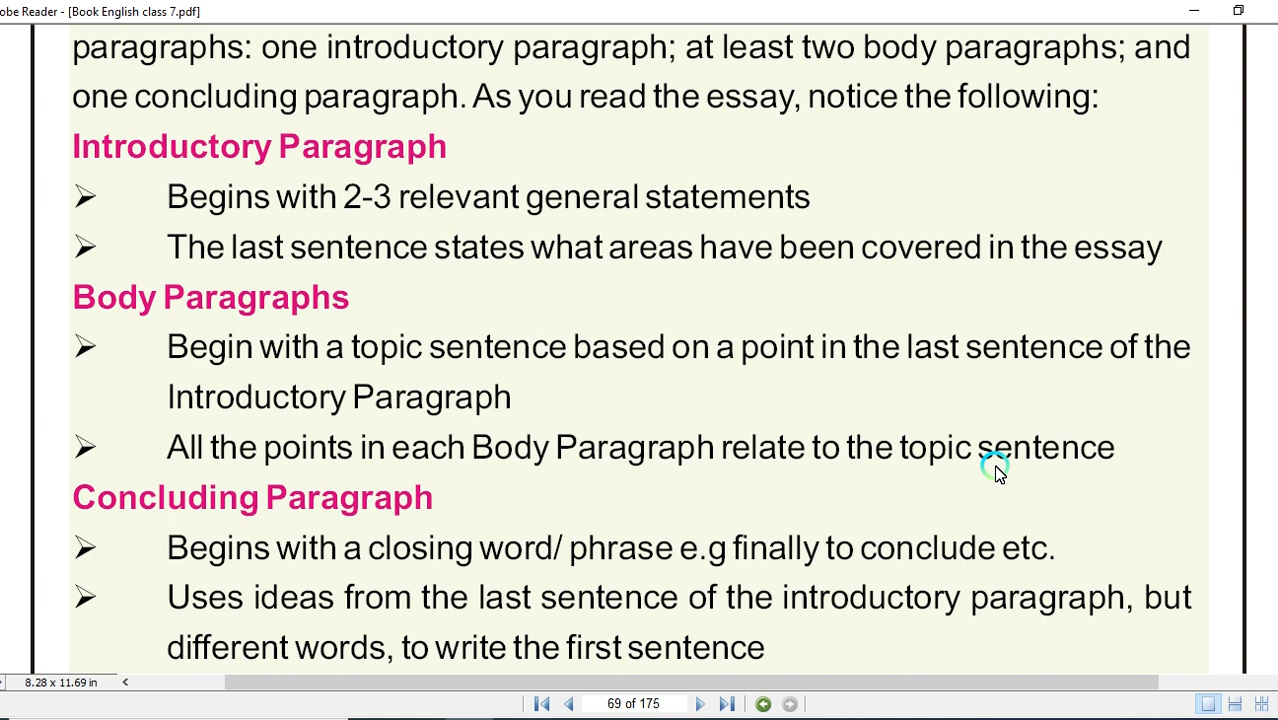 obe Reader - [Book English class 7.pdf]
paragraphs: one introductory paragraph; at least two body paragraphs; and
one concluding paragraph. As you read the essay, notice the following:
Introductory Paragraph
➢ Begins with 2-3 relevant general statements
➢ The last sentence states what areas have been covered in the essay
Body Paragraphs
➢ Begin with a topic sentence based on a point in the last sentence of the
Introductory Paragraph
➢ All the points in each Body Paragraph relate to the topic sentence
Concluding Paragraph
➢ Begins with a closing word/ phrase e.g finally to conclude etc.
➢ Uses ideas from the last sentence of the introductory paragraph, but
different words, to write the first sentence
8.28 x 11.69 in
69 of 175